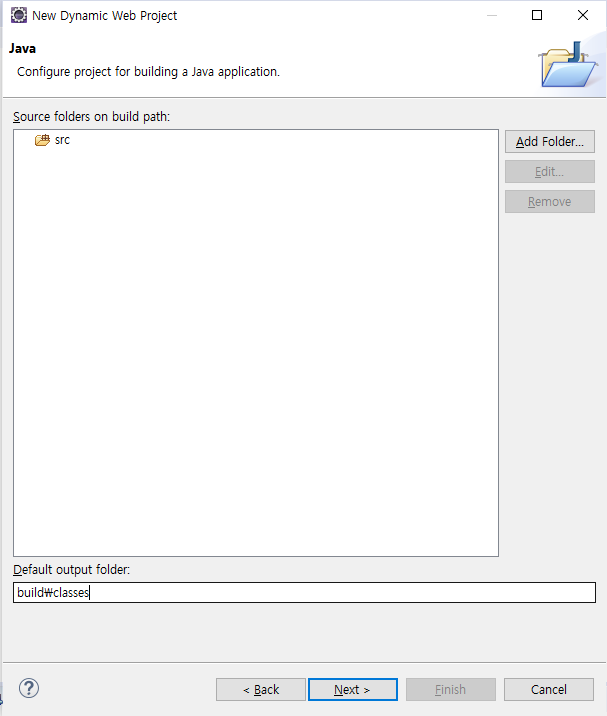 New Dynamic Web Project
Java
Configure project for building a Java application.
Source folders on build path:
src
Add Folder...
Edit...
Remove
Default output folder:
build₩classes
?
< Back
Next >
Finish
Cancel